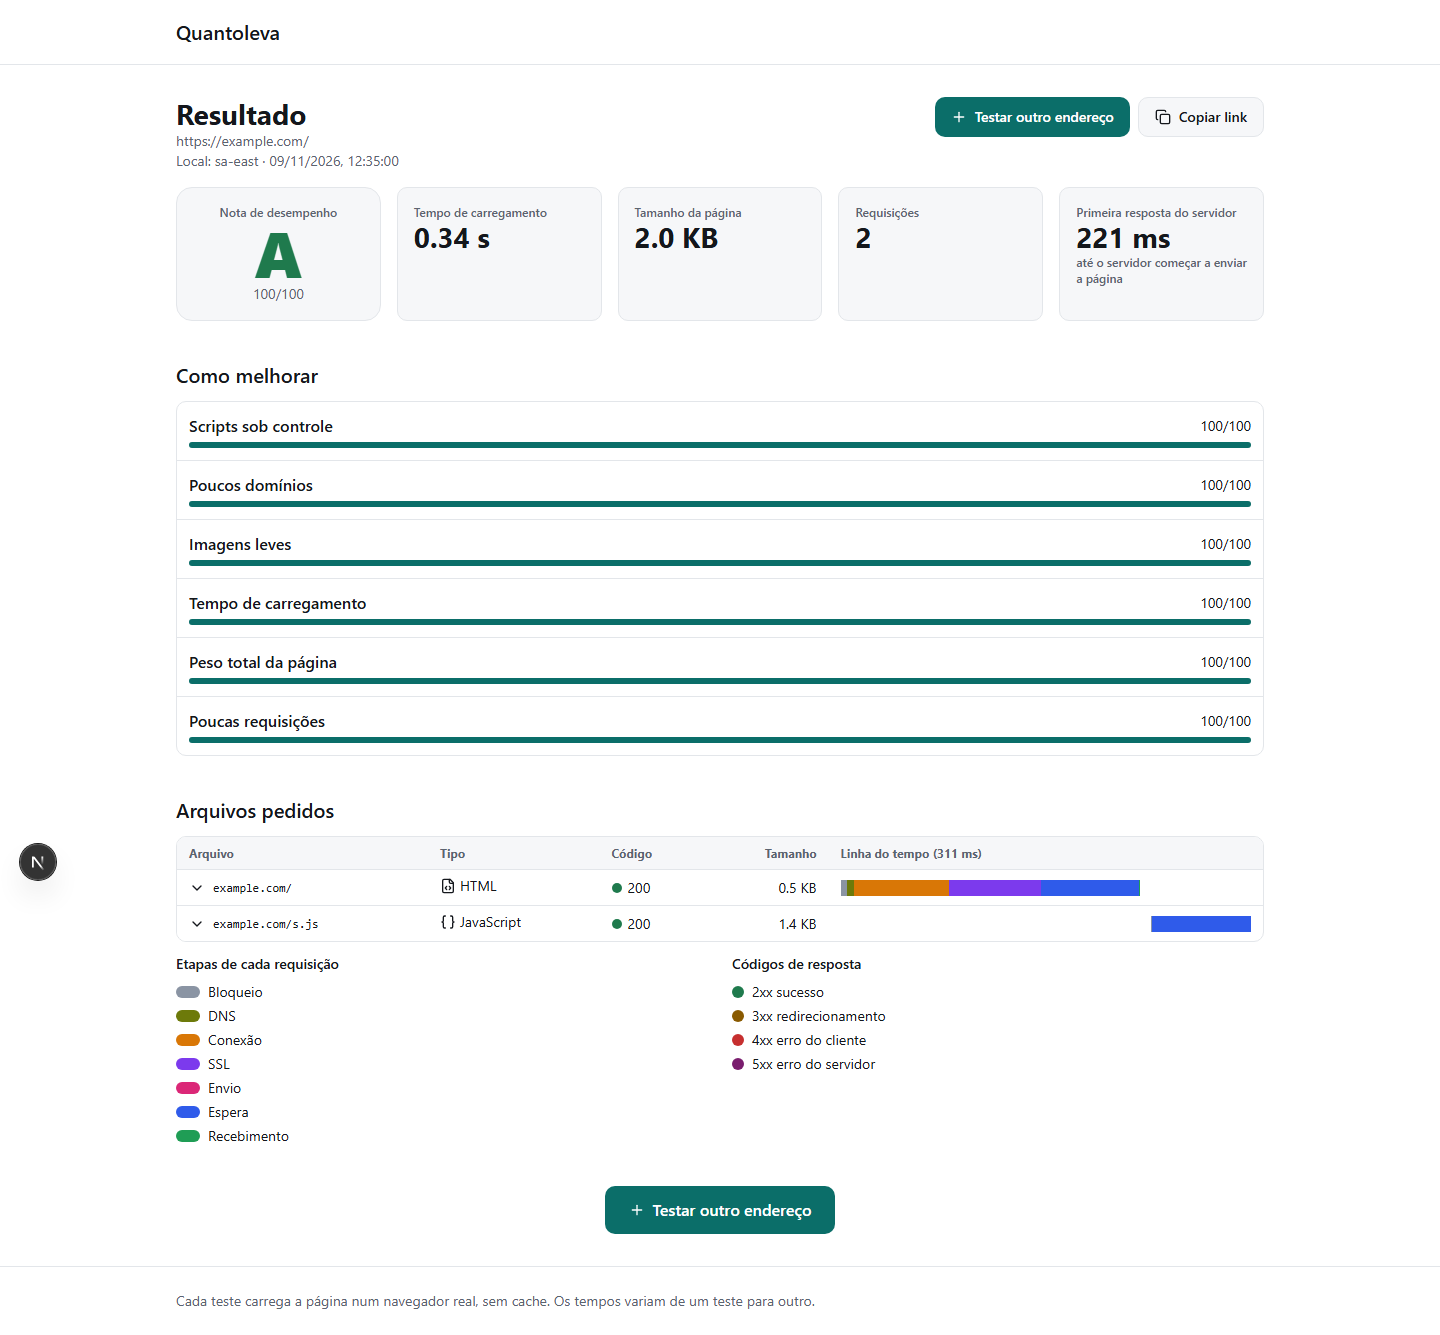 Quantoleva
Resultado
https://example.com/
Local: sa-east · 09/11/2026, 12:35:00
+ Testar outro endereço
Copiar link
Nota de desempenho
A
100/100
Tempo de carregamento
0.34 s
Tamanho da página
2.0 KB
Requisições
2
Primeira resposta do servidor
221 ms
até o servidor começar a enviar
a página
Como melhorar
Scripts sob controle 100/100
Poucos domínios 100/100
Imagens leves 100/100
Tempo de carregamento 100/100
Peso total da página 100/100
Poucas requisições 100/100
Arquivos pedidos
Arquivo Tipo Código Tamanho Linha do tempo (311 ms)
example.com/ HTML 200 0.5 KB
example.com/s.js {} JavaScript 200 1.4 KB
N
Etapas de cada requisição
Bloqueio
DNS
Conexão
SSL
Envio
Espera
Recebimento
Códigos de resposta
2xx sucesso
3xx redirecionamento
4xx erro do cliente
5xx erro do servidor
+ Testar outro endereço
Cada teste carrega a página num navegador real, sem cache. Os tempos variam de um teste para outro.